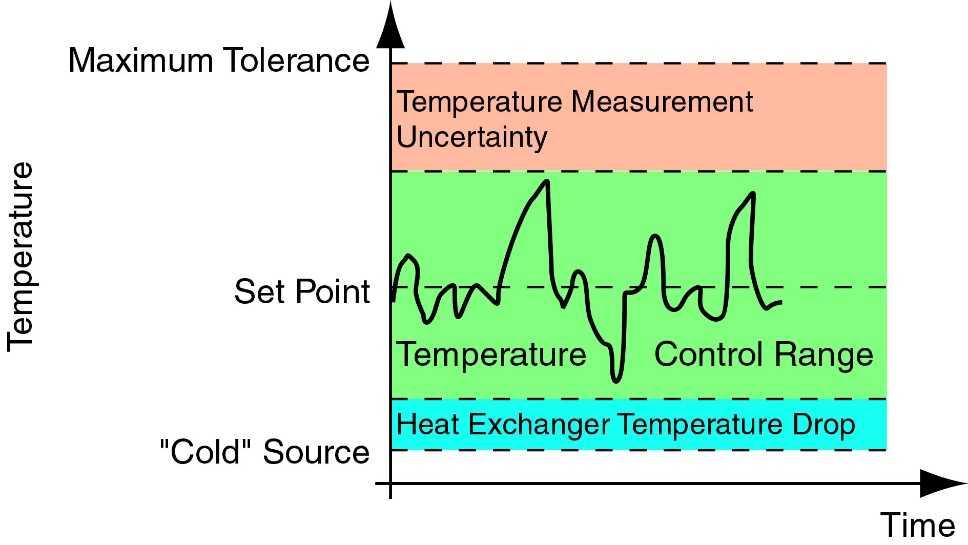 Maximum Tolerance
Temperature Measurement
Uncertainty
Temperature
Set Point
Temperature Control Range
Heat Exchanger Temperature Drop
"Cold" Source
Time